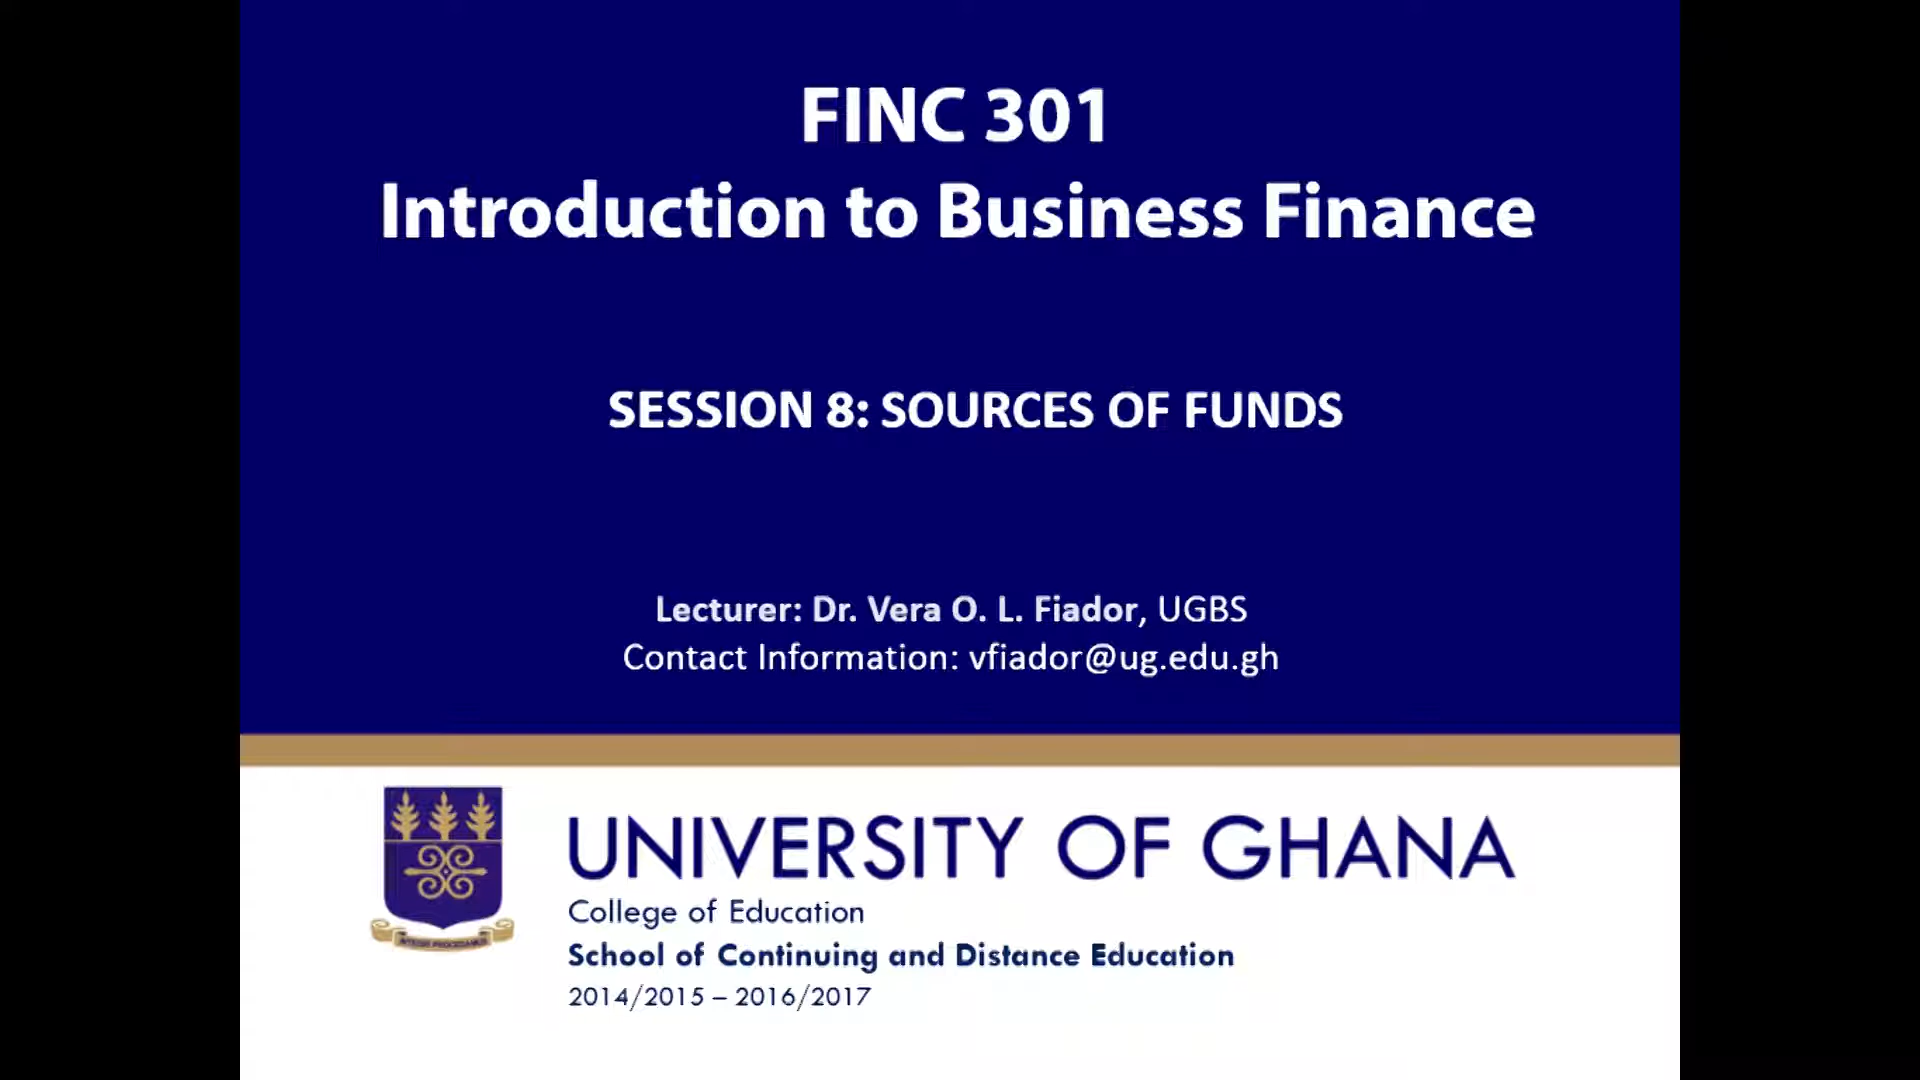 FINC 301
Introduction to Business Finance
SESSION 8: SOURCES OF FUNDS
Lecturer: Dr. Vera O. L. Fiador, UGBS
Contact Information: vfiador@ug.edu.gh
UNIVERSITY OF GHANA
College of Education
School of Continuing and Distance Education
2014/2015 – 2016/2017